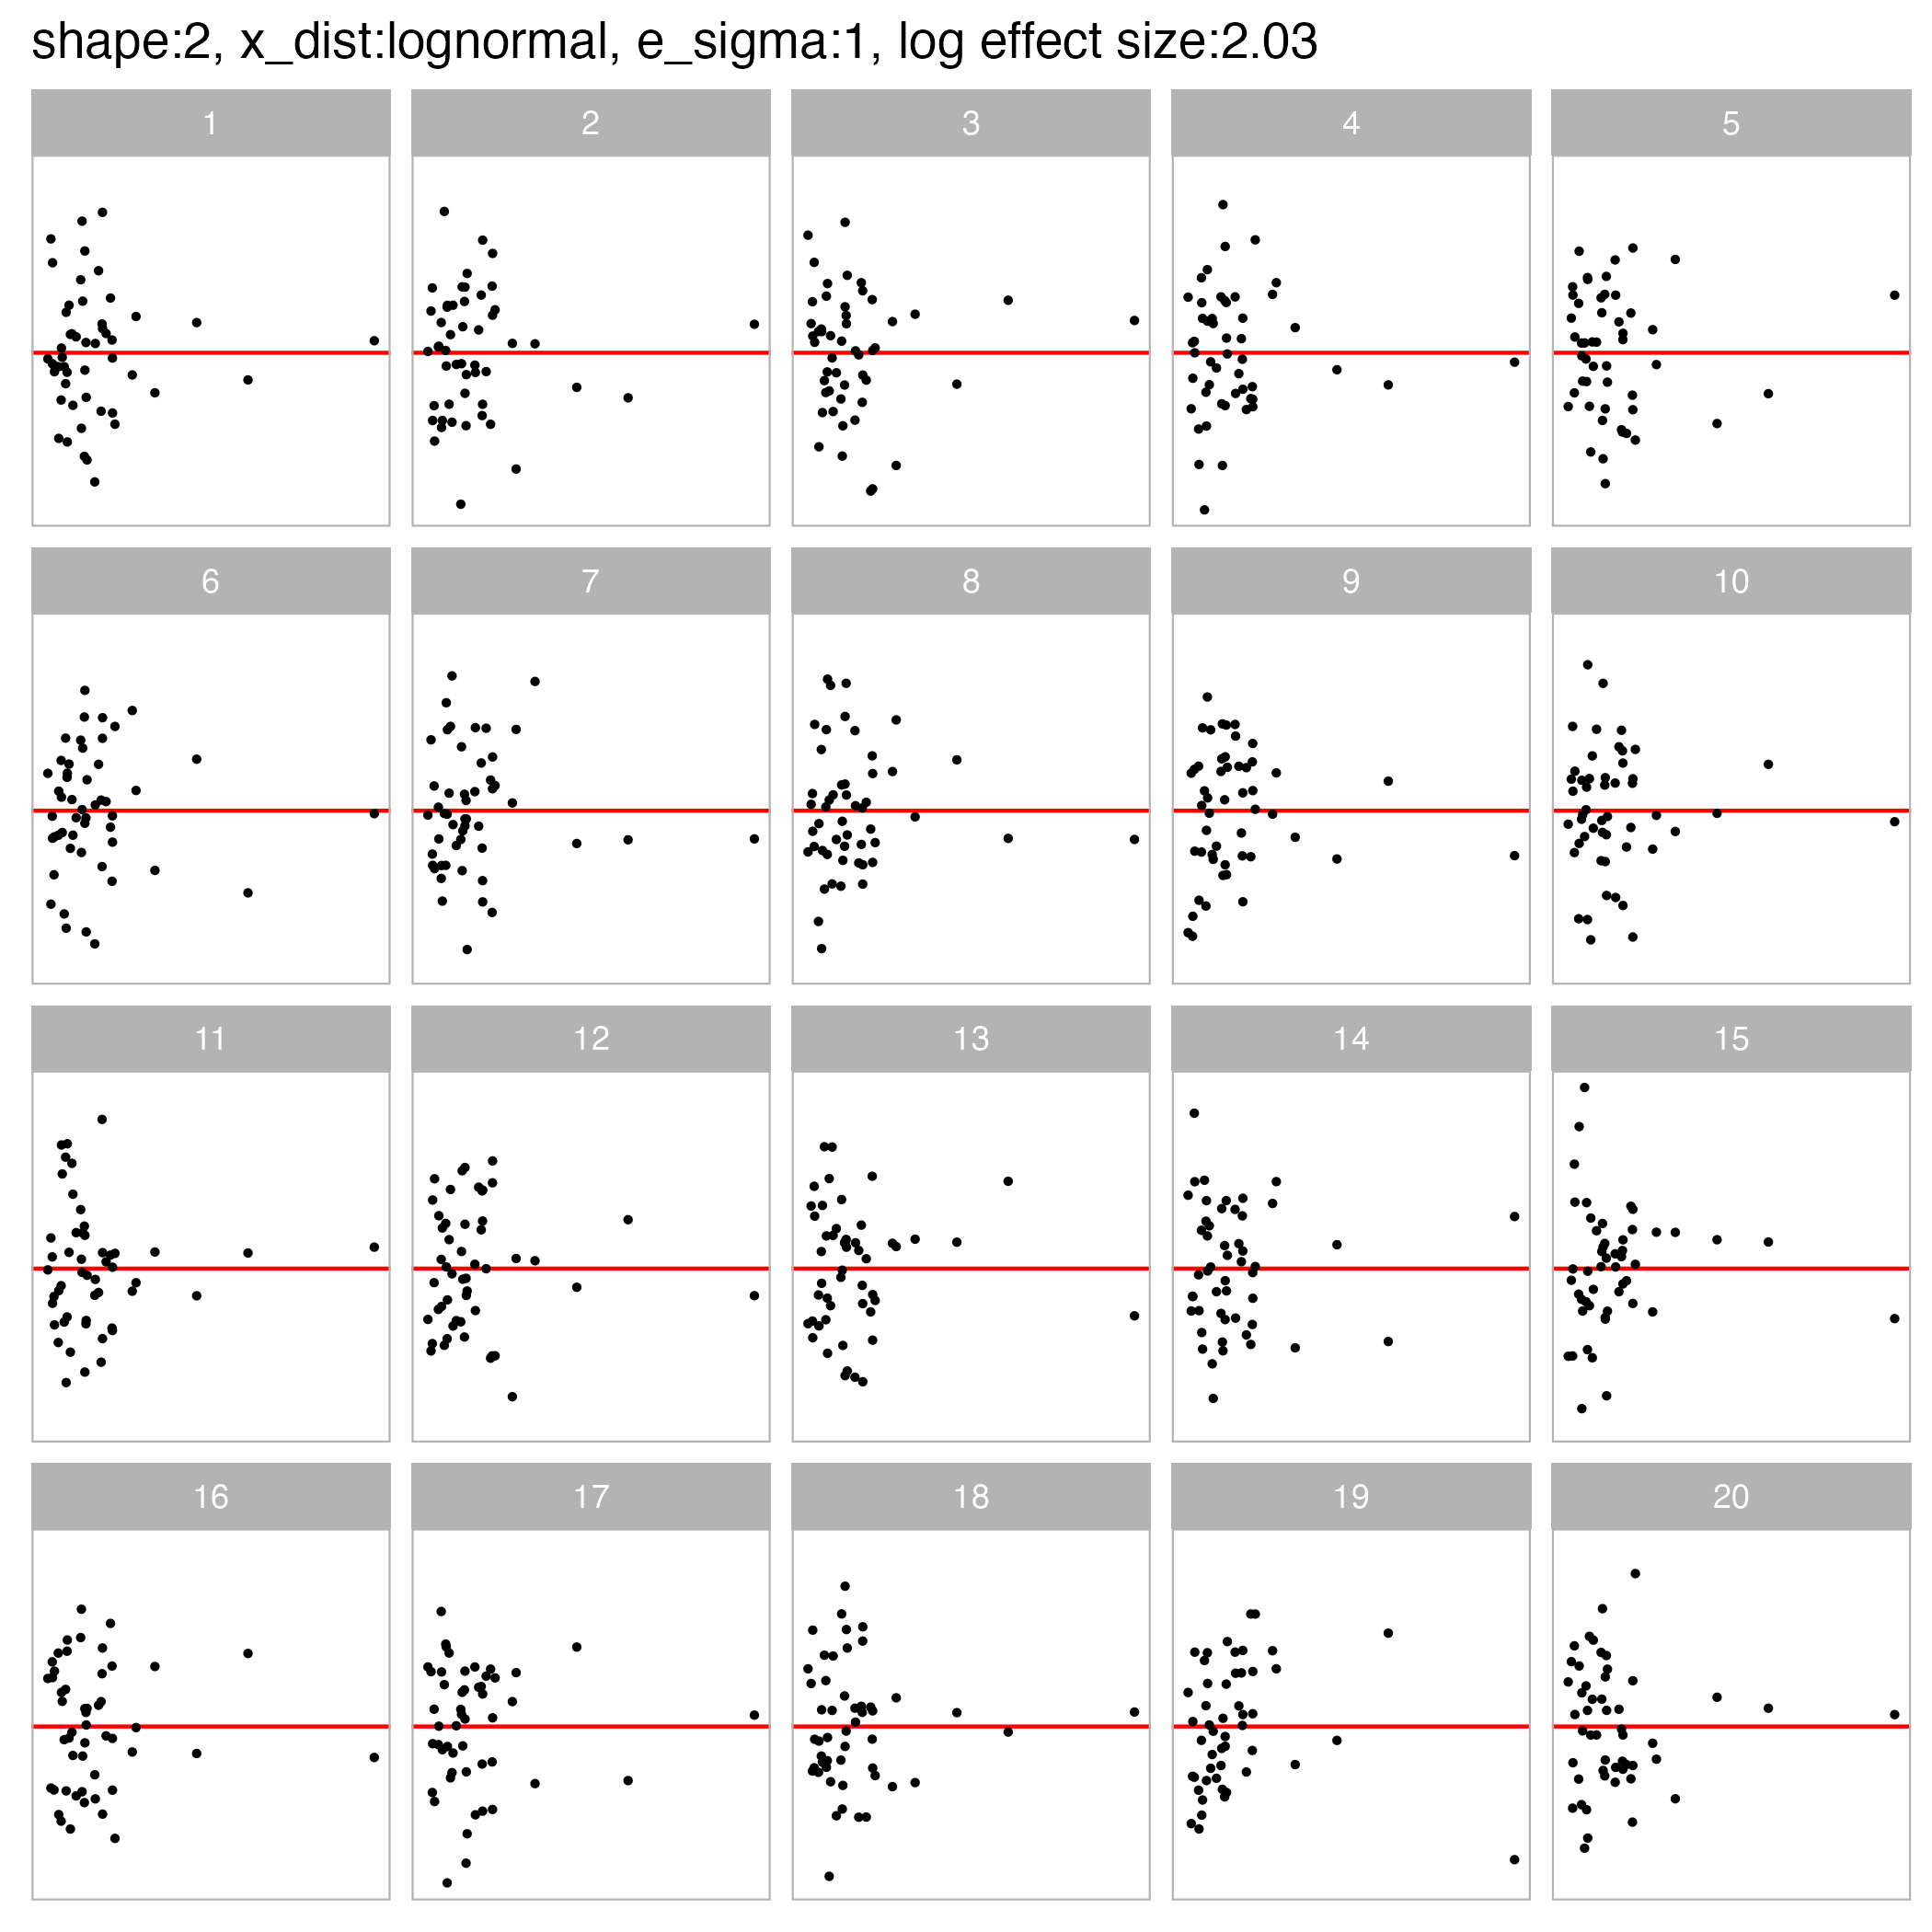 shape:2, x_dist:lognormal, e_sigma:1, log effect size:2.03
1 2 3 4 5
6 7 8 9 10
11 12 13 14 15
16 17 18 19 20